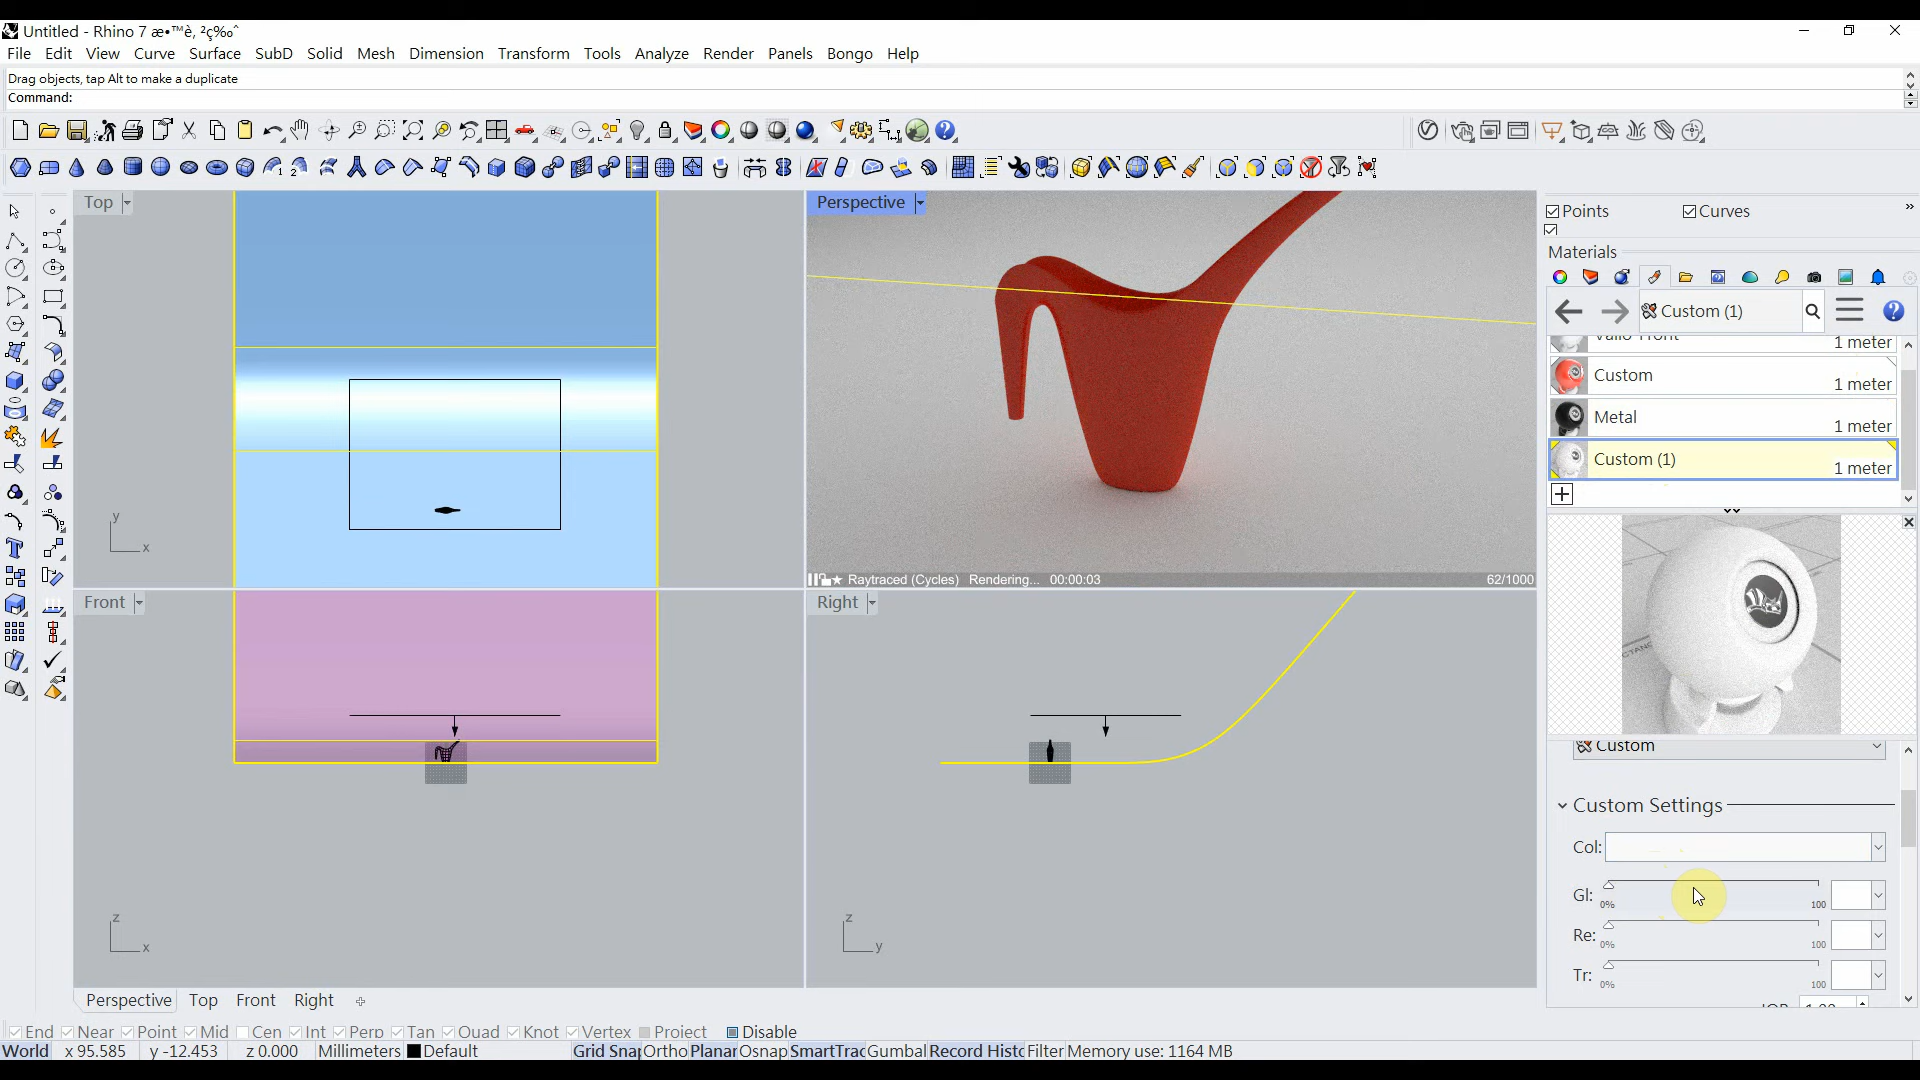 Untitled - Rhino 7 æ•™è‚²ç‰ˆ
File Edit View Curve Surface SubD Solid Mesh Dimension Transform Tools Analyze Render Panels Bongo Help
Drag objects, tap Alt to make a duplicate
Command:
Top
Perspective
Points
Curves
Materials
Custom (1)
1 meter
Custom
1 meter
Metal
1 meter
Custom (1)
1 meter
y
x
Raytraced (Cycles) Rendering... 00:00:03
62/1000
Front
Right
Custom
Custom Settings
Col:
Gl:
0%
100
Re:
0%
100
Tr:
0%
100
z
x
z
y
Perspective Top Front Right
End Near Point Mid Cen Int Perp Tan Quad Knot Vertex Project Disable
World x 95.585 y -12.453 z 0.000 Millimeters Default Grid Snap Ortho Planar Osnap SmartTrac Gumbal Record Histo Filter Memory use: 1164 MB